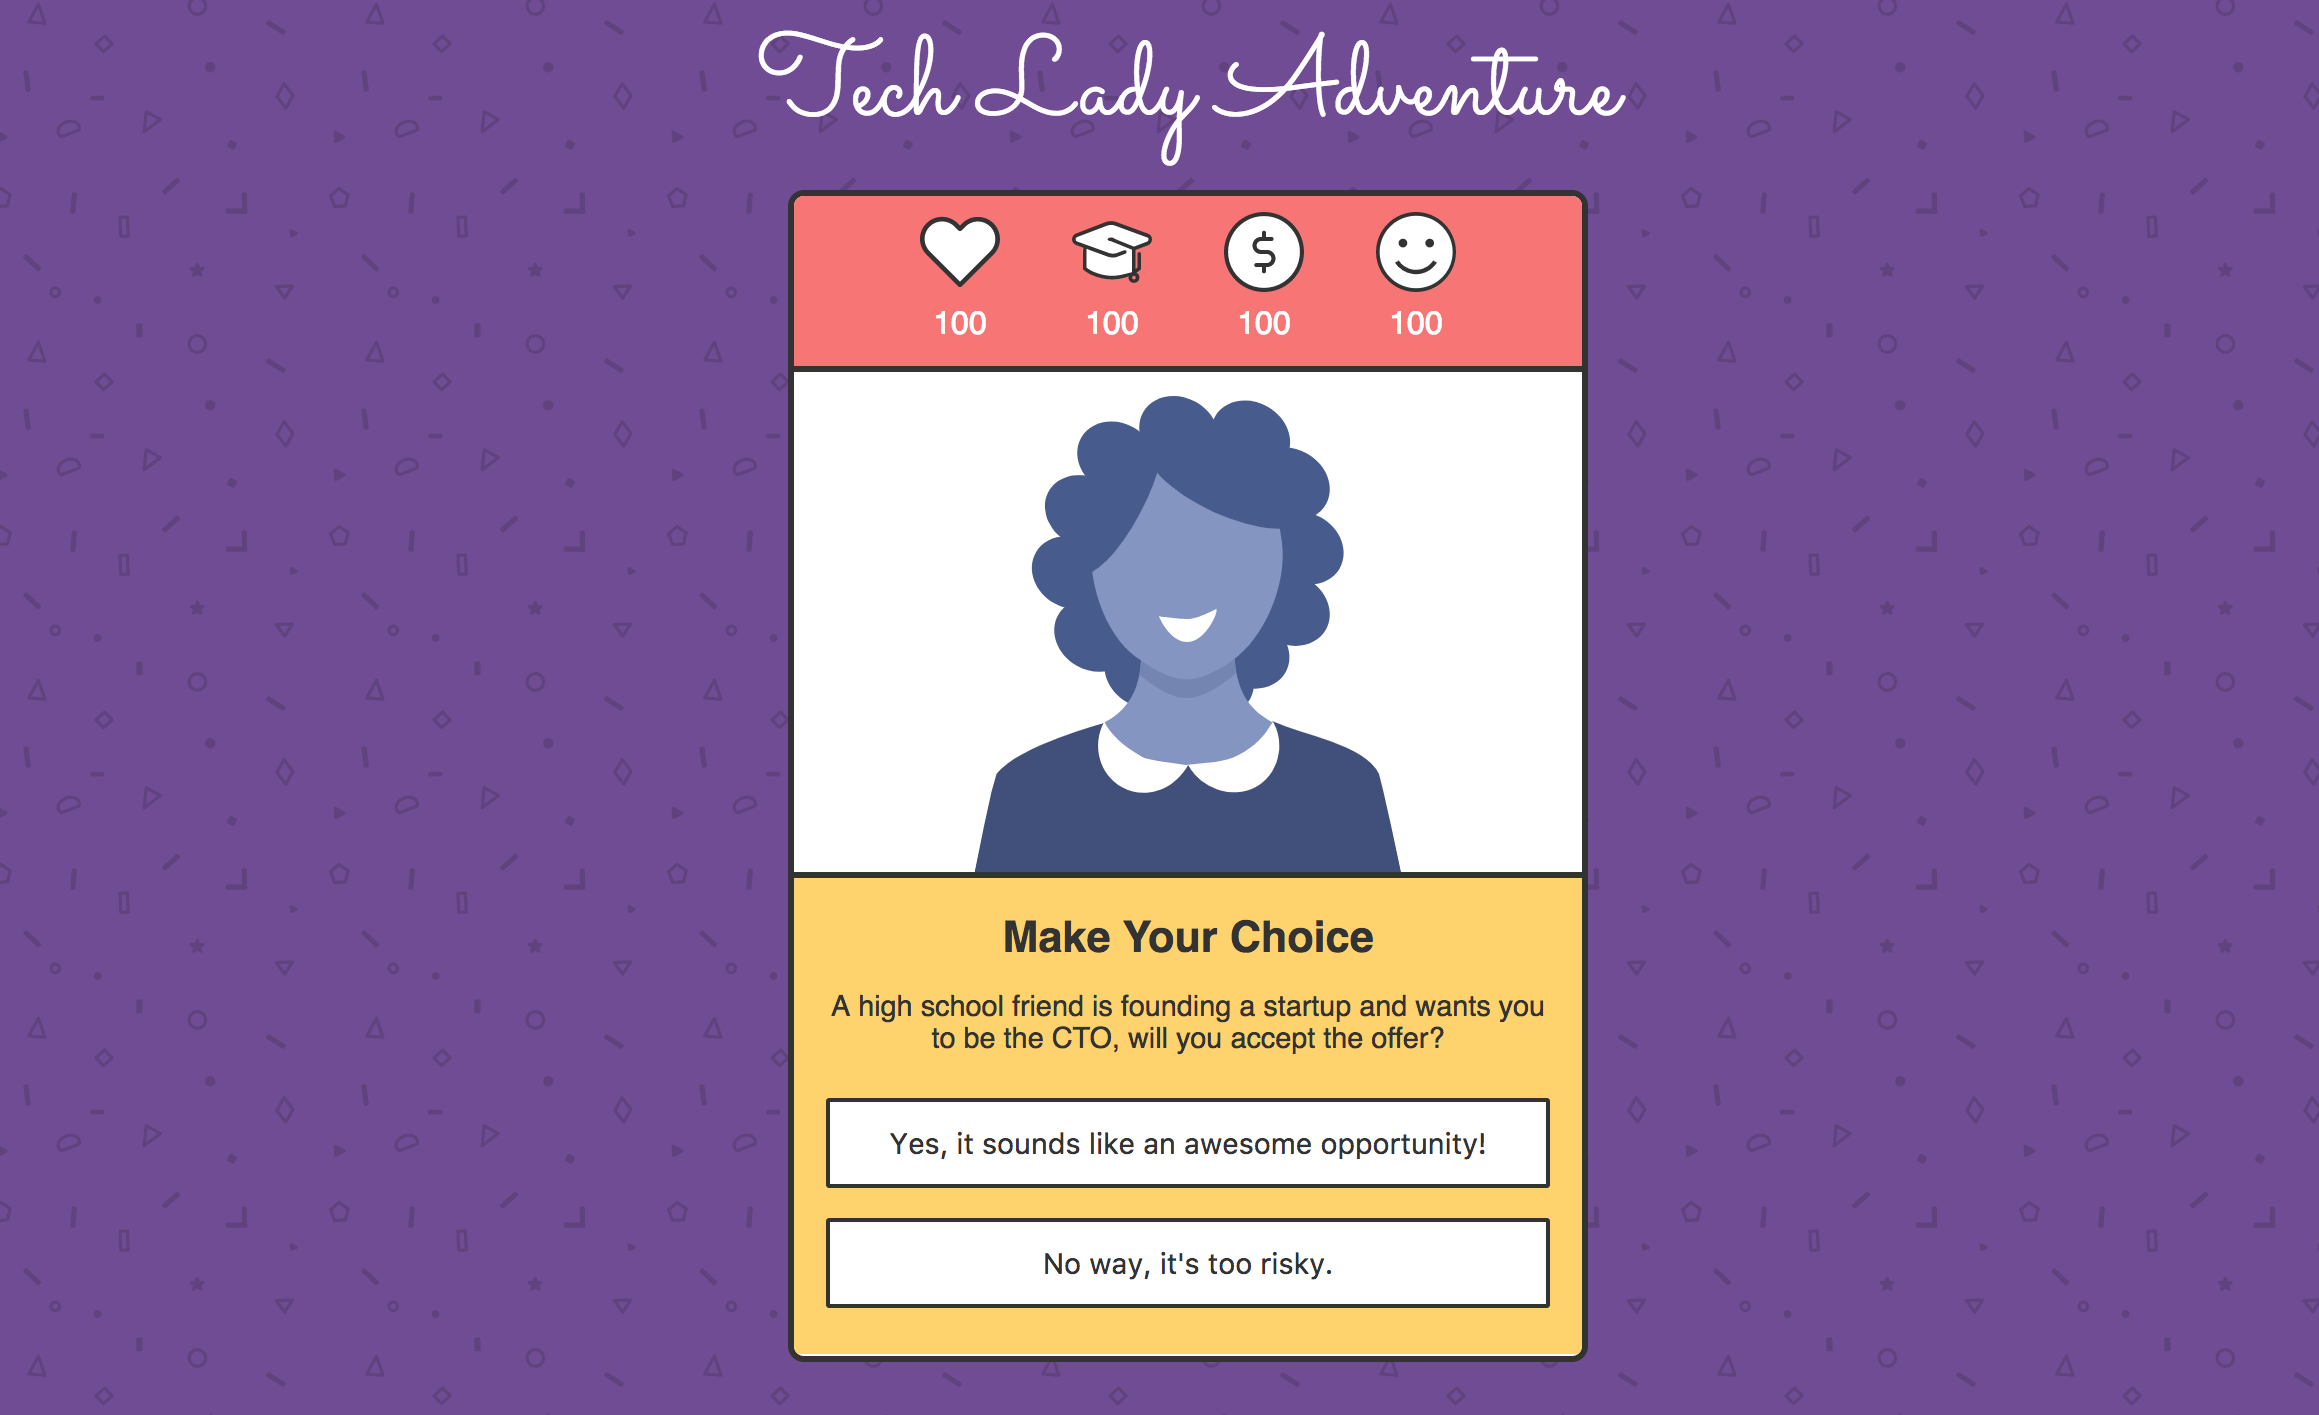 Tech Lady Adventure
100 100 100 100
Make Your Choice
A high school friend is founding a startup and wants you
to be the CTO, will you accept the offer?
Yes, it sounds like an awesome opportunity!
No way, it's too risky.